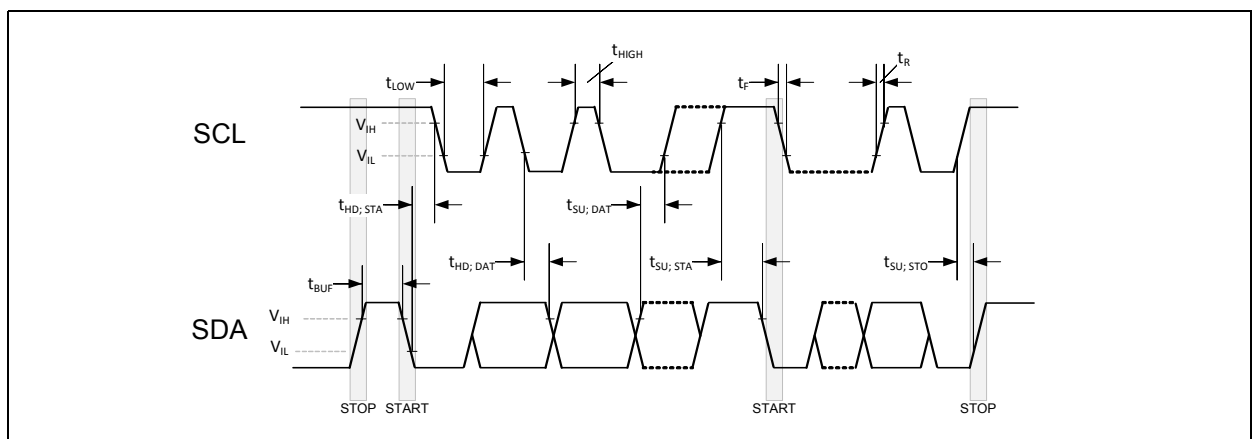 tHIGH
tR
tLOW
tF
SCL
VIH
VIL
tHD; STA
tSU; DAT
tHD; DAT
tSU; STA
tSU; STO
tBUF
SDA
VIH
VIL
STOP START START STOP